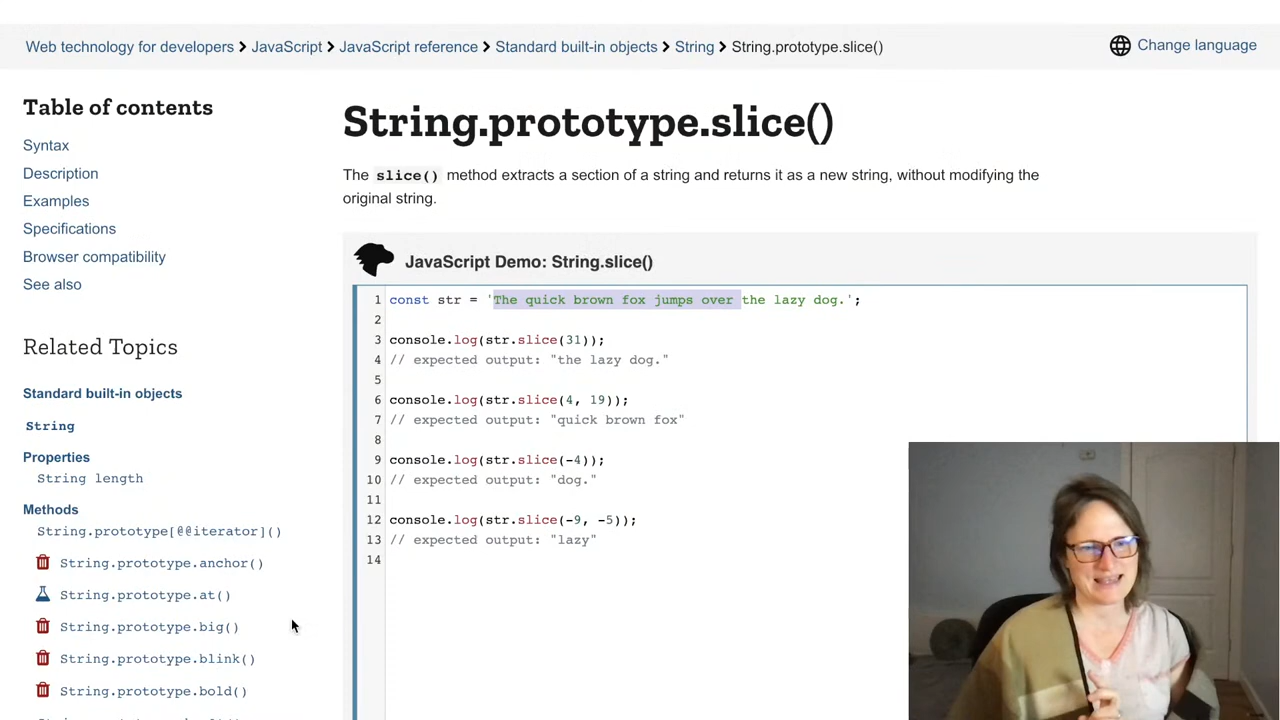 Web technology for developers > JavaScript > JavaScript reference > Standard built-in objects > String > String.prototype.slice()
Change language
Table of contents
Syntax
Description
Examples
Specifications
Browser compatibility
See also
Related Topics
Standard built-in objects
String
Properties
String length
Methods
String.prototype[@@iterator]()
String.prototype.anchor()
String.prototype.at()
String.prototype.big()
String.prototype.blink()
String.prototype.bold()
String.prototype.slice()
The slice() method extracts a section of a string and returns it as a new string, without modifying the
original string.
JavaScript Demo: String.slice()
1 const str = 'The quick brown fox jumps over the lazy dog.';
2
3 console.log(str.slice(31));
4 // expected output: "the lazy dog."
5
6 console.log(str.slice(4, 19));
7 // expected output: "quick brown fox"
8
9 console.log(str.slice(-4));
10 // expected output: "dog."
11
12 console.log(str.slice(-9, -5));
13 // expected output: "lazy"
14